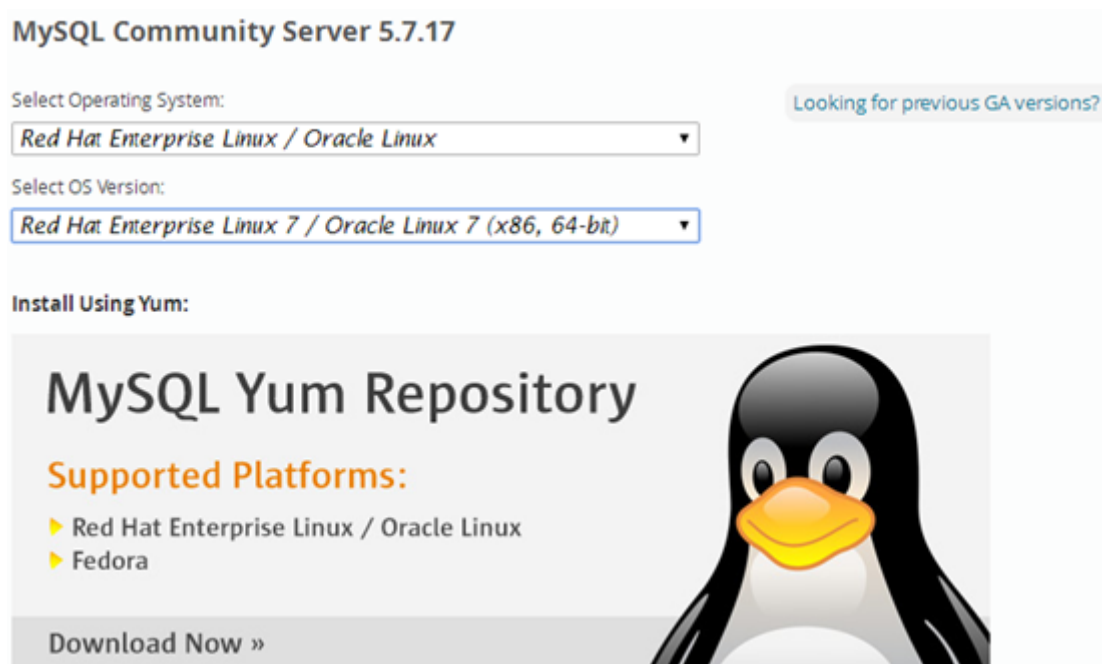 MySQL Community Server 5.7.17
Select Operating System:
Looking for previous GA versions?
Red Hat Enterprise Linux / Oracle Linux
Select OS Version:
Red Hat Enterprise Linux 7 / Oracle Linux 7 (x86, 64-bit)
Install Using Yum:
MySQL Yum Repository
Supported Platforms:
Red Hat Enterprise Linux / Oracle Linux
Fedora
Download Now »